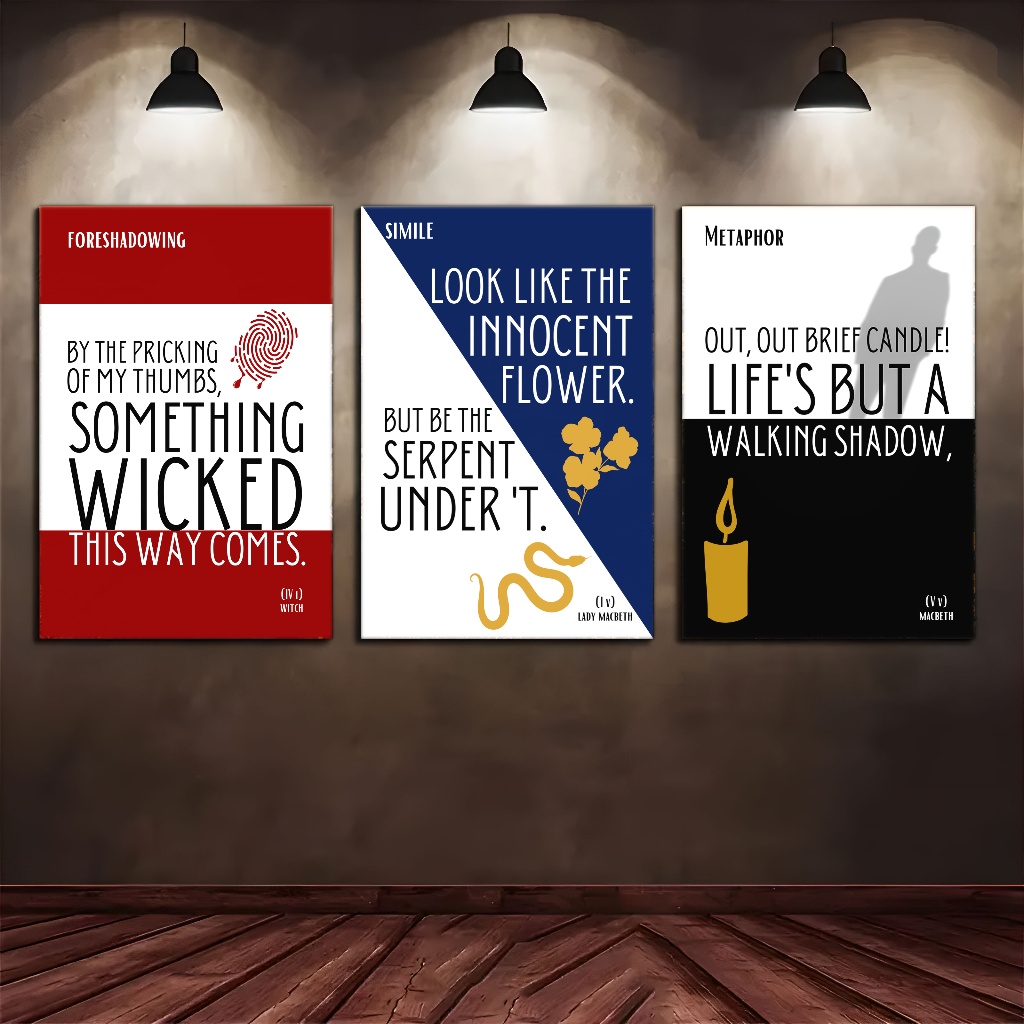 FORESHADOWING
BY THE PRICKING
OF MY THUMBS,
SOMETHING
WICKED
THIS WAY COMES.
(IV I)
WITCH
SIMILE
LOOK LIKE THE
INNOCENT
FLOWER.
BUT BE THE
SERPENT
UNDER 'T.
(I V)
LADY MACBETH
METAPHOR
OUT, OUT BRIEF CANDLE!
LIFE'S BUT A
WALKING SHADOW,
(V V)
MACBETH